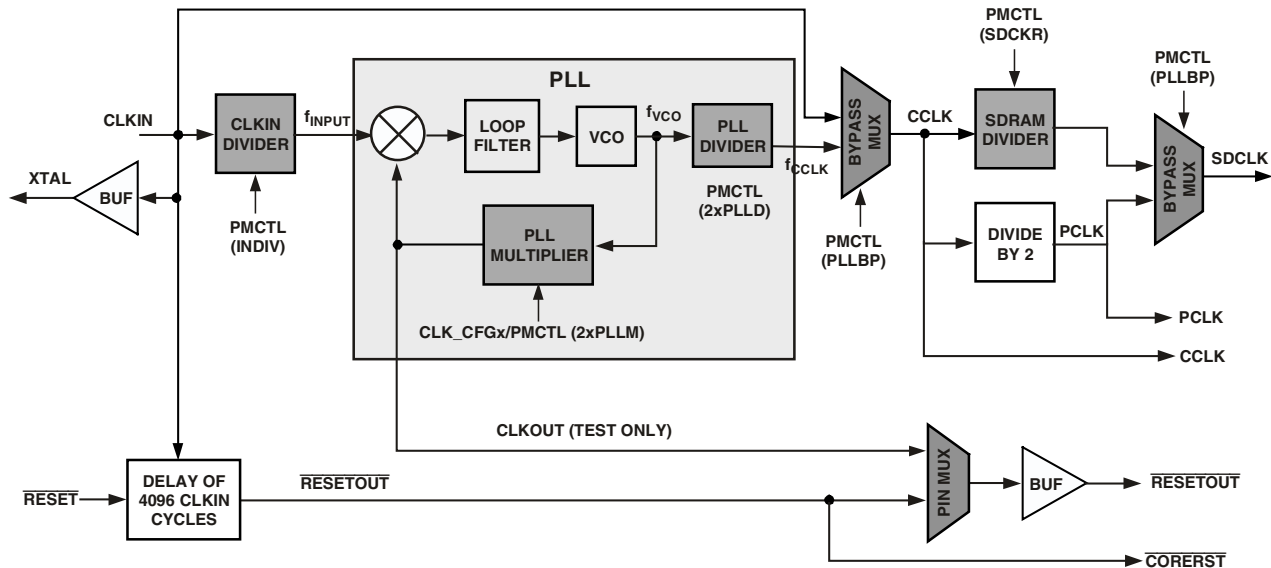 PMCTL
(SDCKR)
PMCTL
(PLLBP)
PLL
CLKIN
CLKIN
DIVIDER
fINPUT
LOOP
FILTER
VCO
fVCO
PLL
DIVIDER
fCCLK
BYPASS
MUX
CCLK
SDRAM
DIVIDER
BYPASS
MUX
SDCLK
XTAL
BUF
PMCTL
(INDIV)
PMCTL
(2xPLLD)
PLL
MULTIPLIER
PMCTL
(PLLBP)
DIVIDE
BY 2
PCLK
CLK_CFGx/PMCTL (2xPLLM)
PCLK
CCLK
CLKOUT (TEST ONLY)
RESET
DELAY OF
4096 CLKIN
CYCLES
RESETOUT
PIN MUX
BUF
RESETOUT
CORERST